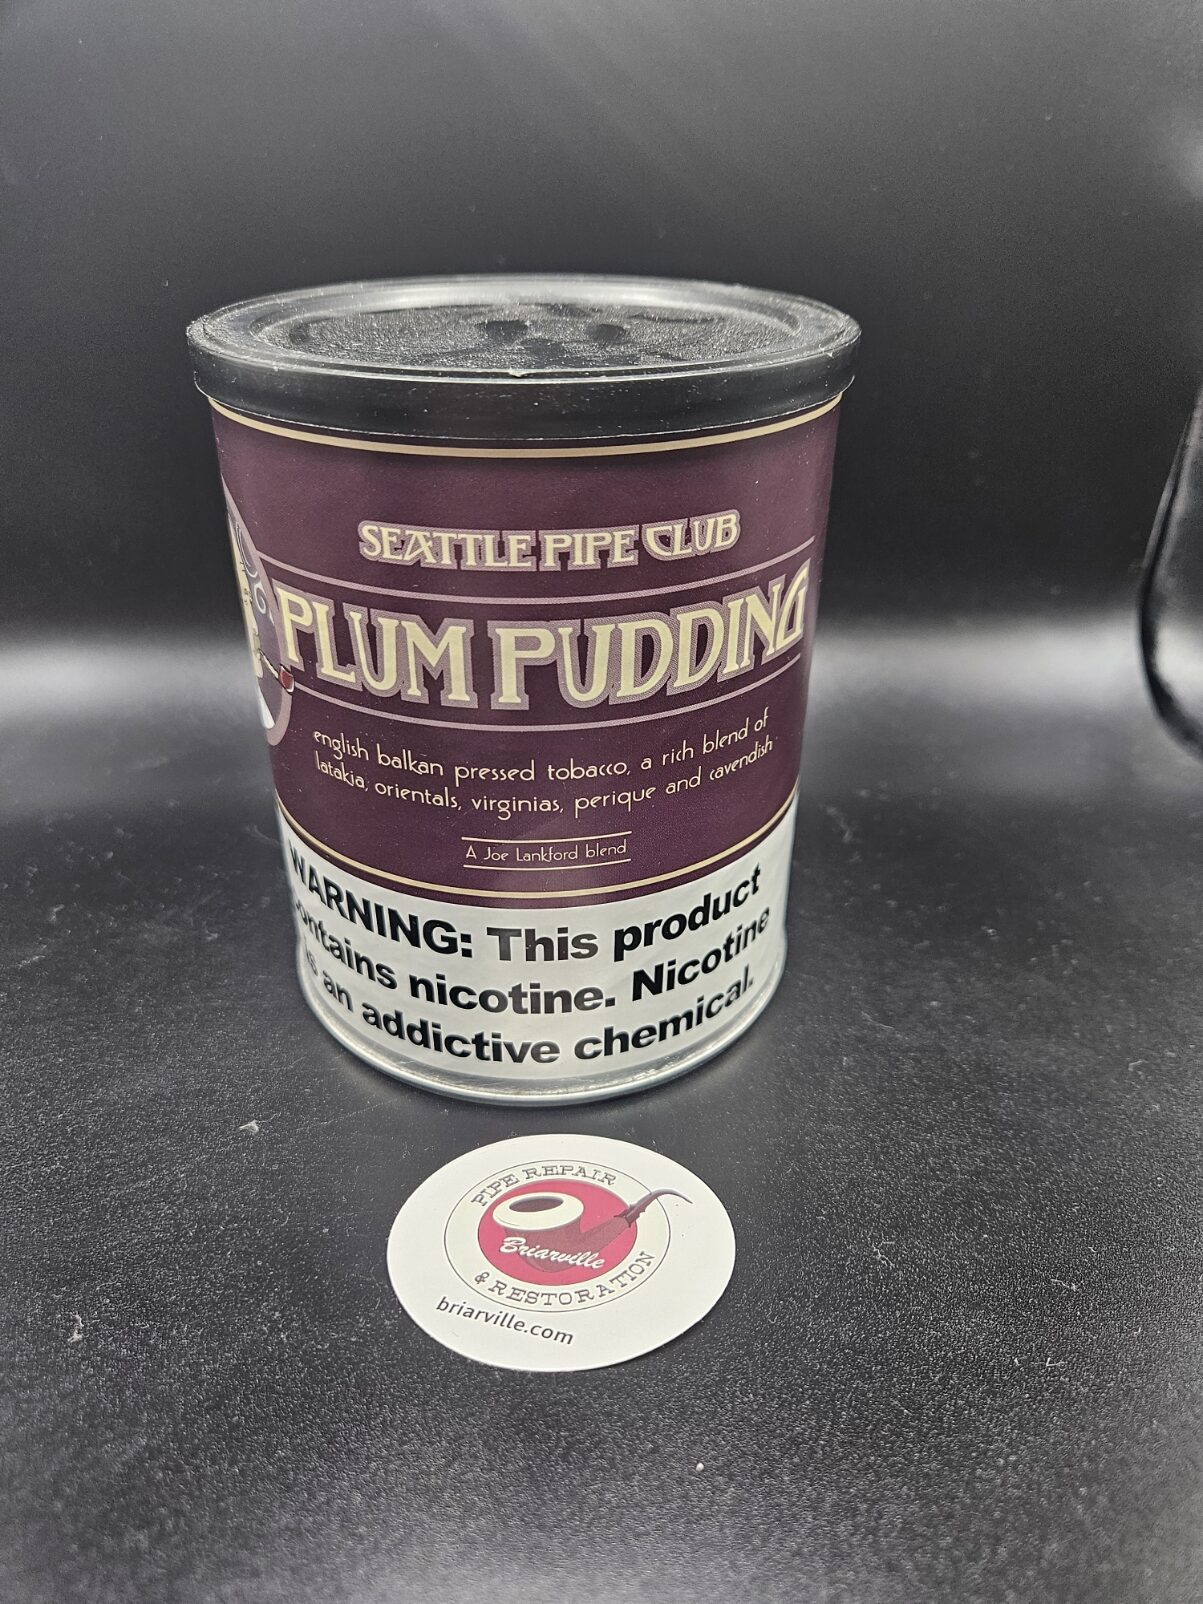 SEATTLE PIPE CLUB
PLUM PUDDING
english balkan pressed tobacco, a rich blend of
latakia, orientals, virginias, perique and cavendish
A Joe Lankford blend
WARNING: This product
contains nicotine. Nicotine
is an addictive chemical.
PIPE REPAIR
Briarville
& RESTORATION
briarville.com